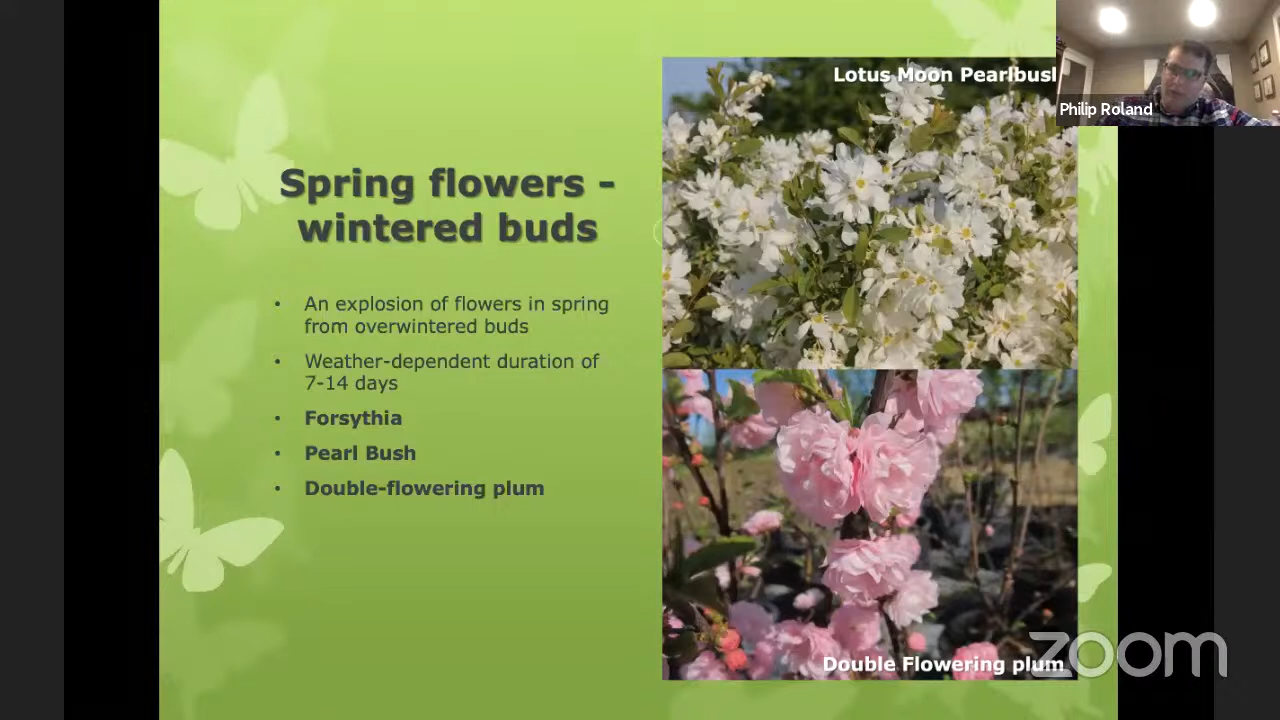 Lotus Moon Pearlbush
Philip Roland
Spring flowers -
wintered buds
• An explosion of flowers in spring
from overwintered buds
• Weather-dependent duration of
7-14 days
• Forsythia
• Pearl Bush
• Double-flowering plum
Double Flowering plum
zoom